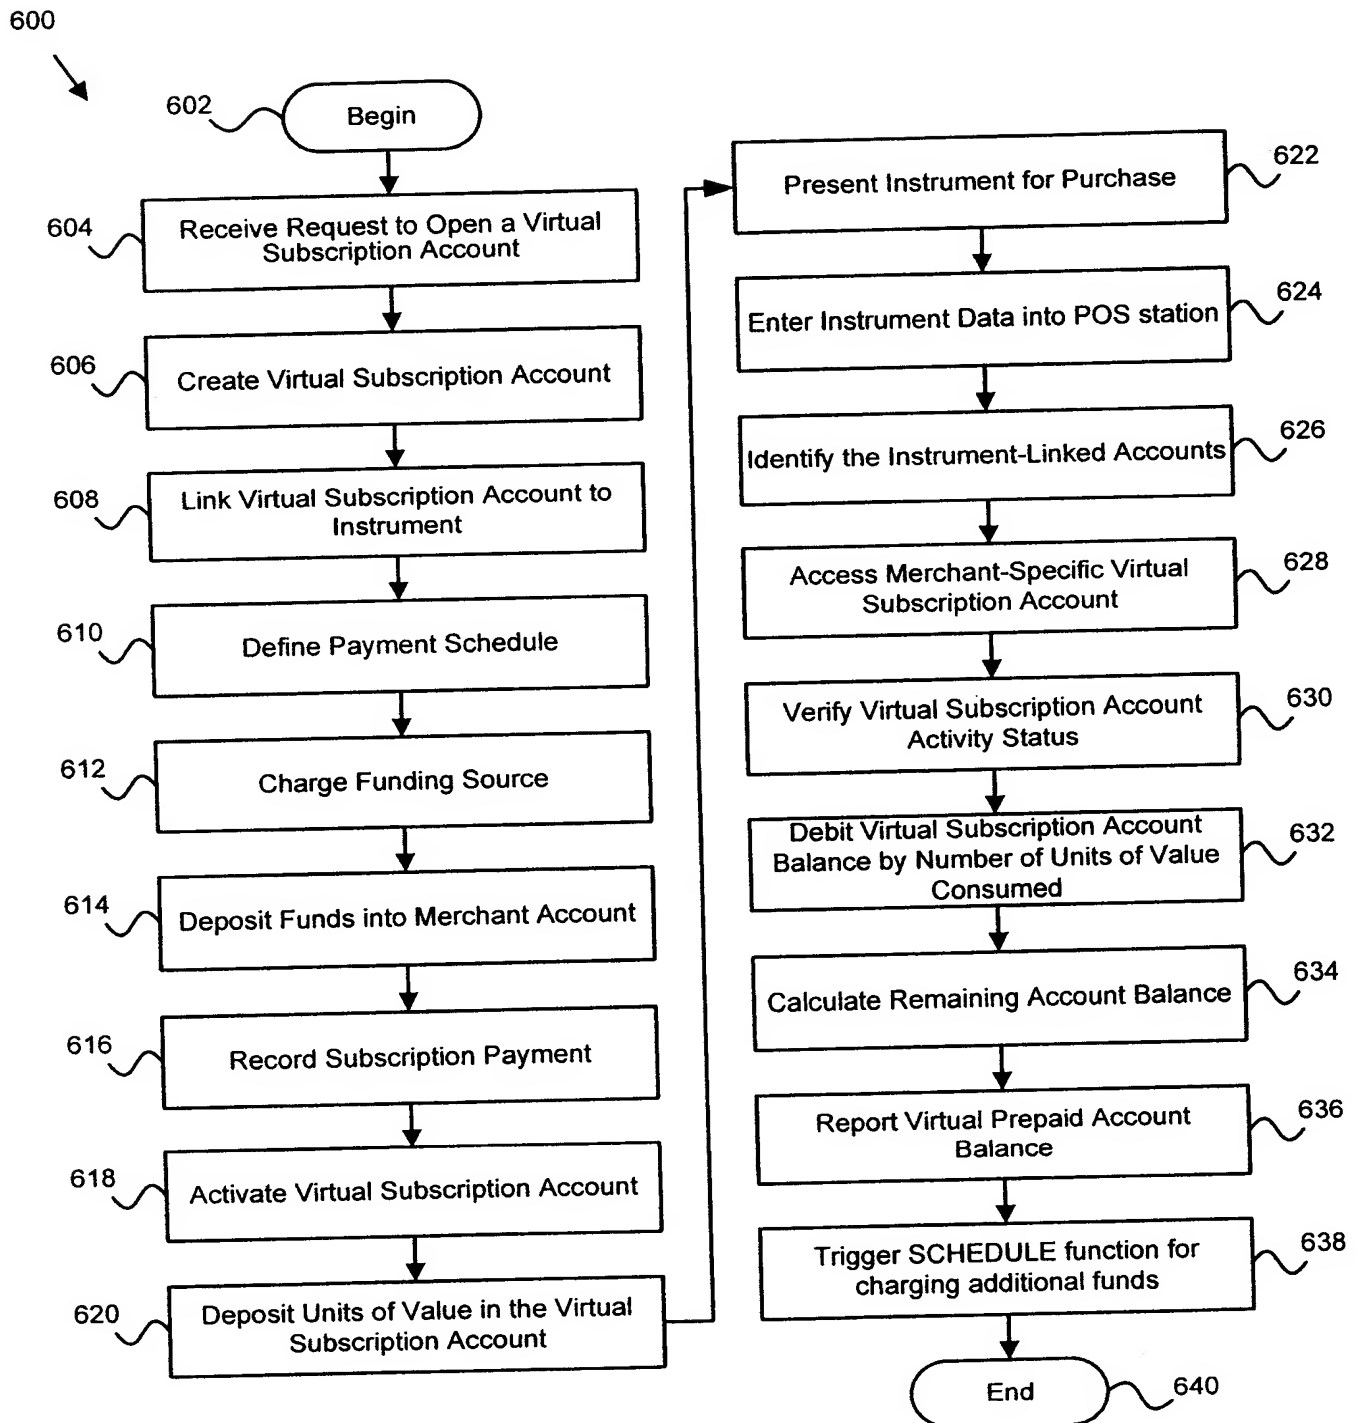 600
602
Begin
604
Receive Request to Open a Virtual
Subscription Account
606
Create Virtual Subscription Account
608
Link Virtual Subscription Account to
Instrument
610
Define Payment Schedule
612
Charge Funding Source
614
Deposit Funds into Merchant Account
616
Record Subscription Payment
618
Activate Virtual Subscription Account
620
Deposit Units of Value in the Virtual
Subscription Account
Present Instrument for Purchase
622
Enter Instrument Data into POS station
624
Identify the Instrument-Linked Accounts
626
Access Merchant-Specific Virtual
Subscription Account
628
Verify Virtual Subscription Account
Activity Status
630
Debit Virtual Subscription Account
Balance by Number of Units of Value
Consumed
632
Calculate Remaining Account Balance
634
Report Virtual Prepaid Account
Balance
636
Trigger SCHEDULE function for
charging additional funds
638
End
640